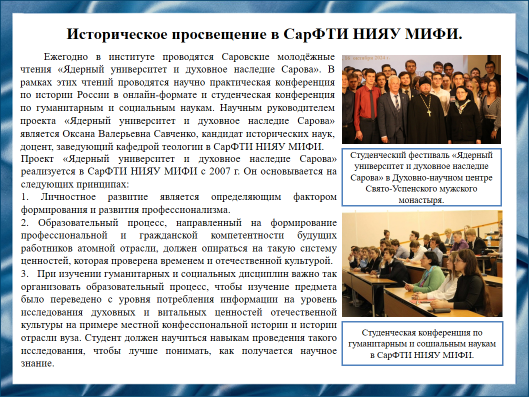 Историческое просвещение в СарФТИ НИЯУ МИФИ.
Ежегодно в институте проводятся Саровские молодёжные
чтения «Ядерный университет и духовное наследие Сарова». В
рамках этих чтений проводятся научно практическая конференция
по истории России в онлайн-формате и студенческая конференция
по гуманитарным и социальным наукам. Научным руководителем
проекта «Ядерный университет и духовное наследие Сарова»
является Оксана Валерьевна Савченко, кандидат исторических наук,
доцент, заведующий кафедрой теологии в СарФТИ НИЯУ МИФИ.
Проект «Ядерный университет и духовное наследие Сарова»
реализуется в СарФТИ НИЯУ МИФИ с 2007 г. Он основывается на
следующих принципах:
1. Личностное развитие является определяющим фактором
формирования и развития профессионализма.
2. Образовательный процесс, направленный на формирование
профессиональной и гражданской компетентности будущих
работников атомной отрасли, должен опираться на такую систему
ценностей, которая проверена временем и отечественной культурой.
3. При изучении гуманитарных и социальных дисциплин важно так
организовать образовательный процесс, чтобы изучение предмета
было переведено с уровня потребления информации на уровень
исследования духовных и витальных ценностей отечественной
культуры на примере местной конфессиональной истории и истории
отрасли вуза. Студент должен научиться навыкам проведения такого
исследования, чтобы лучше понимать, как получается научное
знание.
Студенческий фестиваль «Ядерный
университет и духовное наследие
Сарова» в Духовно-научном центре
Свято-Успенского мужского
монастыря.
Студенческая конференция по
гуманитарным и социальным наукам
в СарФТИ НИЯУ МИФИ.